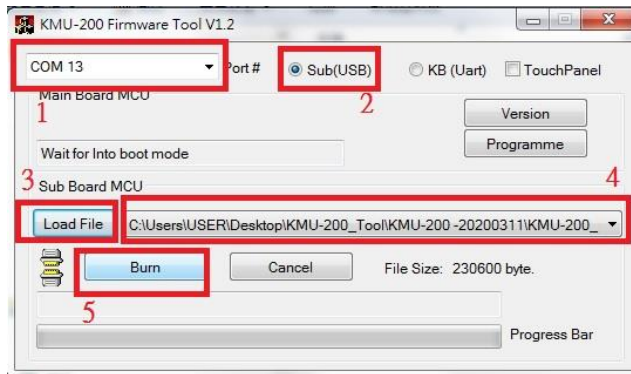 KMU-200 Firmware Tool V1.2
COM 13 Port # Sub(USB) KB (Uart) TouchPanel
1 2
Main Board MCU
Version
Wait for Into boot mode
Programme
3 4
Sub Board MCU
Load File C:\Users\USER\Desktop\KMU-200_Tool\KMU-200 -20200311\KMU-200_
Burn Cancel File Size: 230600 byte.
5
Progress Bar